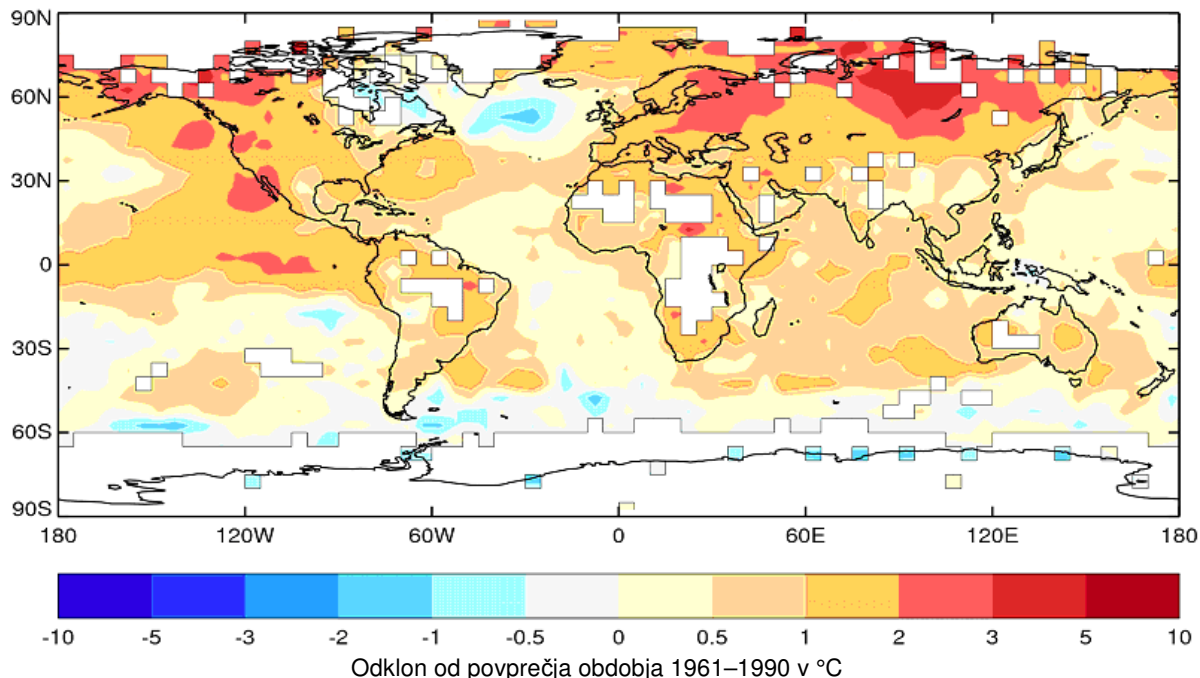 90N
60N
30N
0
30S
60S
90S
180 120W 60W 0 60E 120E 180
-10 -5 -3 -2 -1 -0.5 0 0.5 1 2 3 5 10
Odklon od povprečja obdobja 1961–1990 v °C